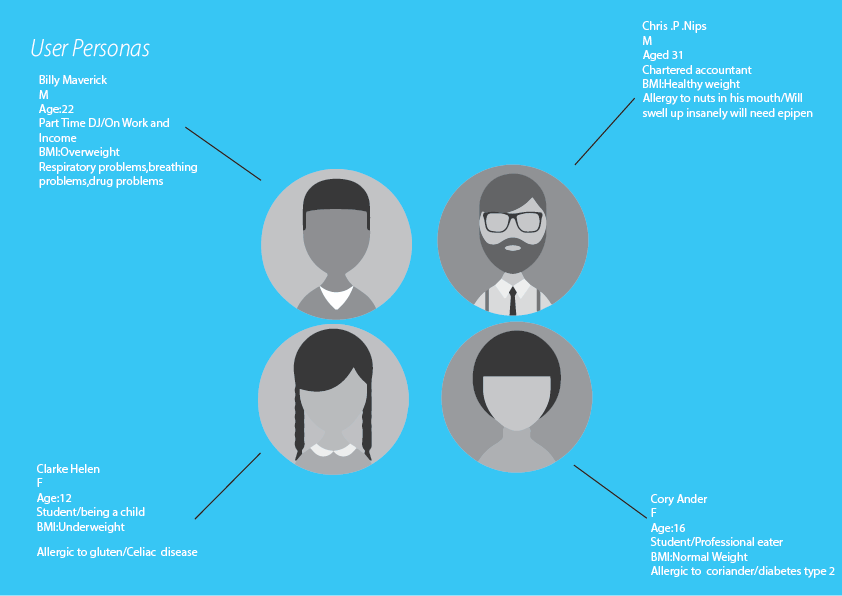 User Personas
Billy Maverick
M
Age:22
Part Time DJ/On Work and
Income
BMI:Overweight
Respiratory problems,breathing
problems,drug problems
Chris .P .Nips
M
Aged 31
Chartered accountant
BMI:Healthy weight
Allergy to nuts in his mouth/Will
swell up insanely will need epipen
Clarke Helen
F
Age:12
Student/being a child
BMI:Underweight
Allergic to gluten/Celiac disease
Cory Ander
F
Age:16
Student/Professional eater
BMI:Normal Weight
Allergic to coriander/diabetes type 2